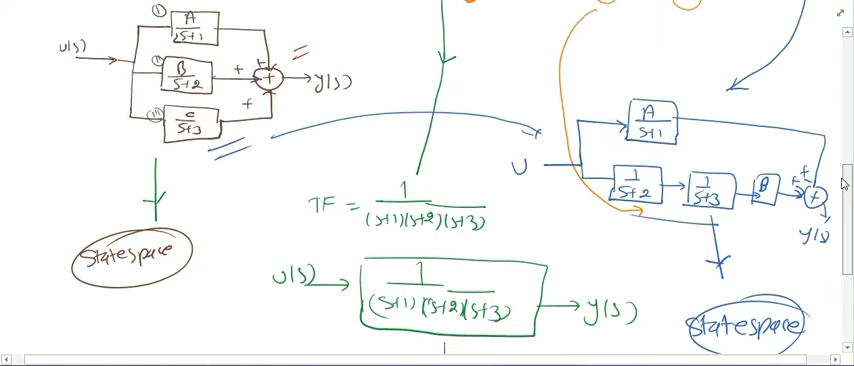 ① A/(s+1)
u(s)
② B/(s+2) + + + y(s)
③ C/(s+3) +
Statespace
TF = 1/((s+1)(s+2)(s+3))
u(s) 1/((s+1)(s+2)(s+3)) y(s)
A/(s+1)
U 1/(s+2) 1/(s+3) B + + +
y(s)
Statespace